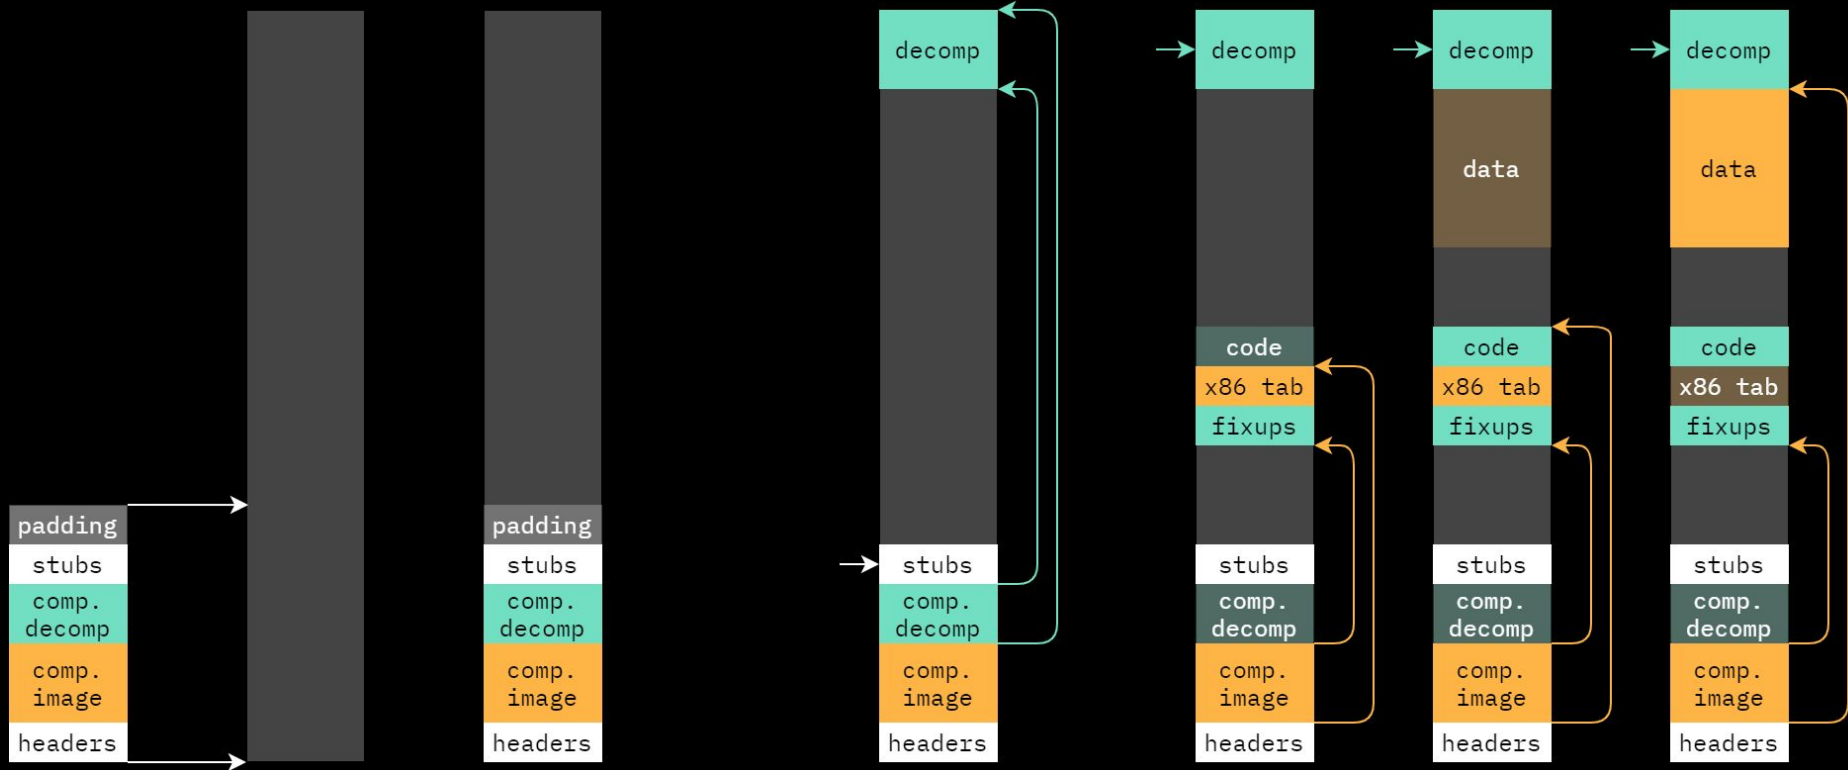 padding
stubs
comp.
decomp
comp.
image
headers
padding
stubs
comp.
decomp
comp.
image
headers
decomp
stubs
comp.
decomp
comp.
image
headers
decomp
code
x86 tab
fixups
stubs
comp.
decomp
comp.
image
headers
decomp
data
code
x86 tab
fixups
stubs
comp.
decomp
comp.
image
headers
decomp
data
code
x86 tab
fixups
stubs
comp.
decomp
comp.
image
headers